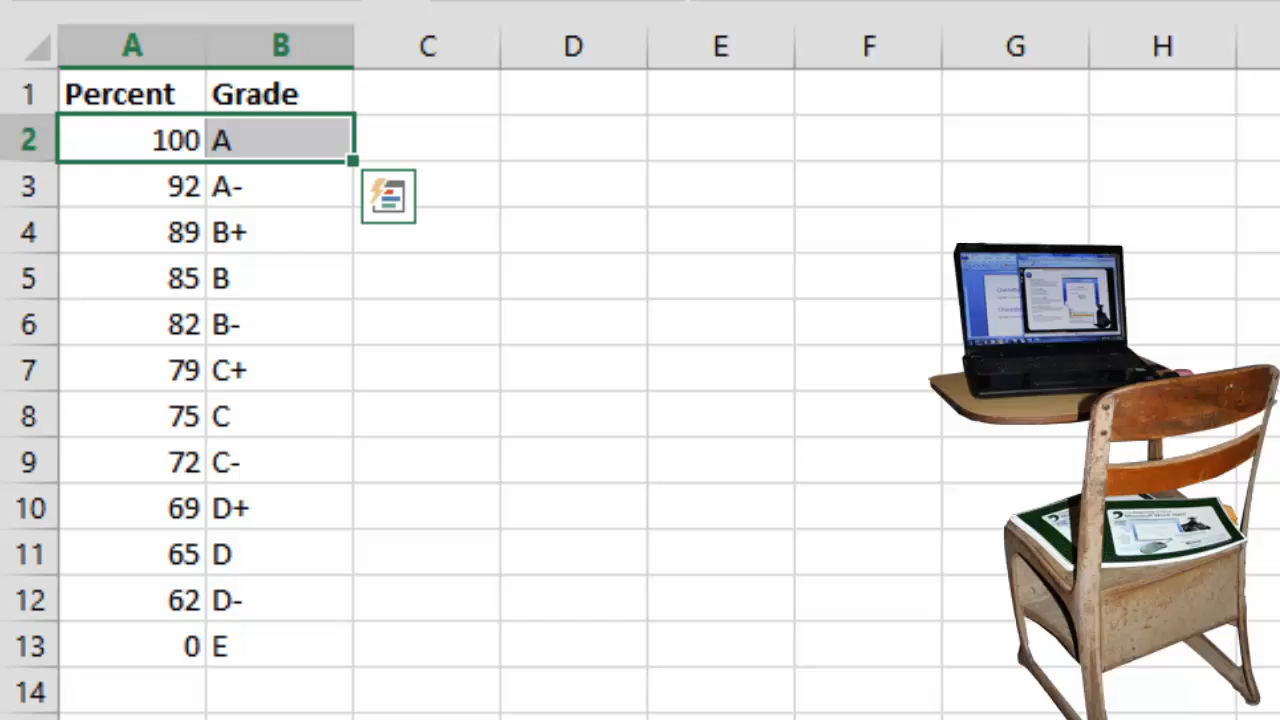 A B C D E F G H
1 Percent Grade
2 100 A
3 92 A-
4 89 B+
5 85 B
6 82 B-
7 79 C+
8 75 C
9 72 C-
10 69 D+
11 65 D
12 62 D-
13 0 E
14